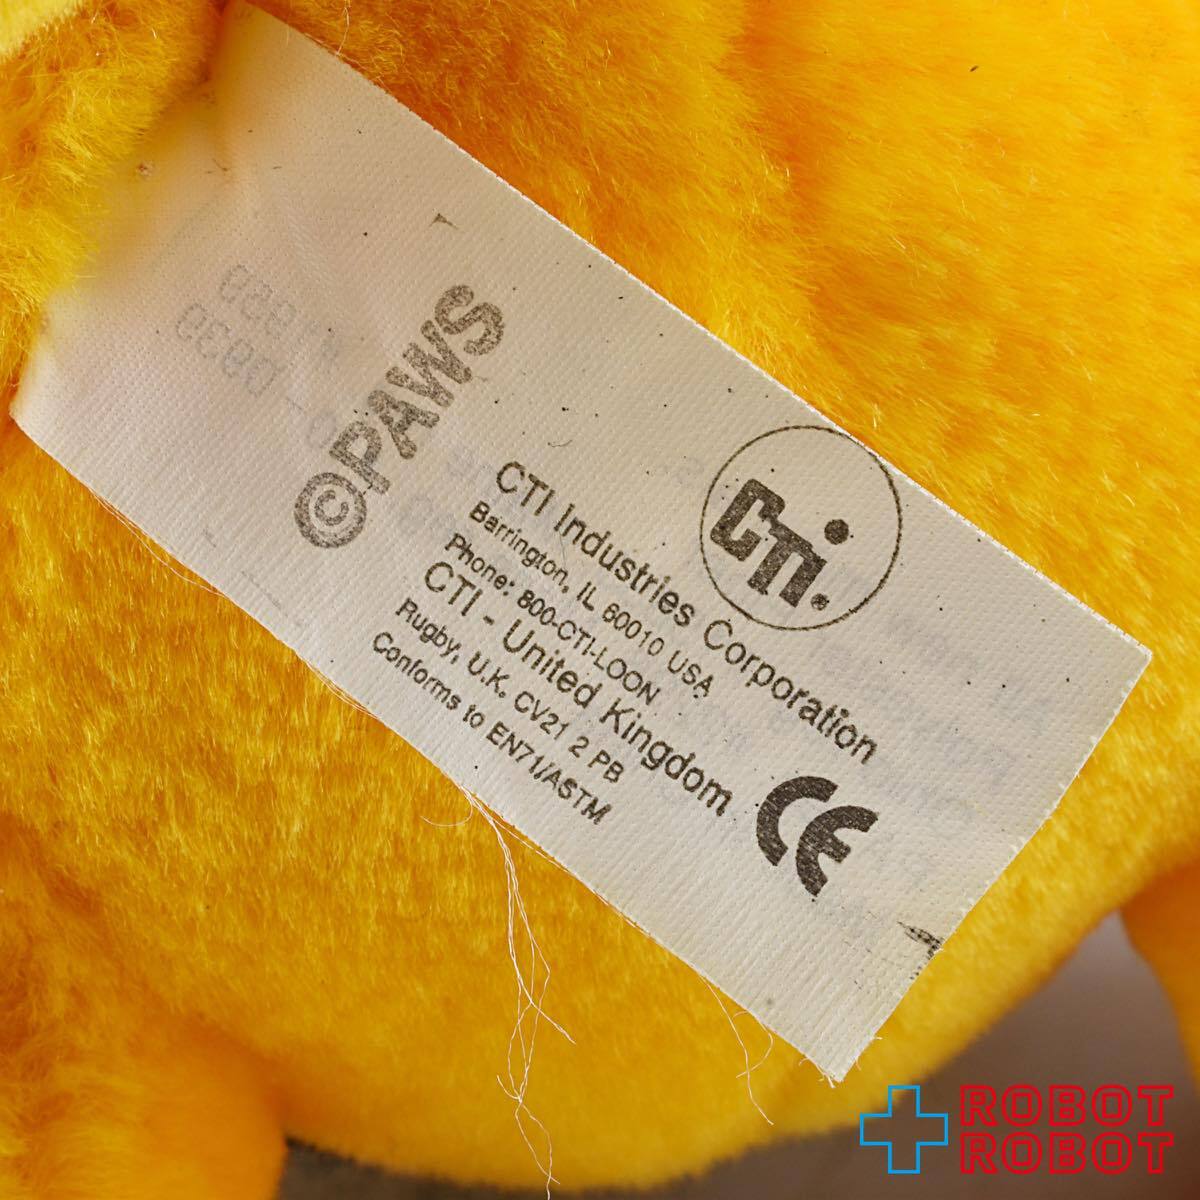 ©PAWS
CTI.
CTI Industries Corporation
Barrington, IL 60010 USA
Phone: 800-CTI-LOON
CTI - United Kingdom
Rugby, U.K. CV21 2 PB
Conforms to EN71/ASTM
CE
ROBOT
ROBOT